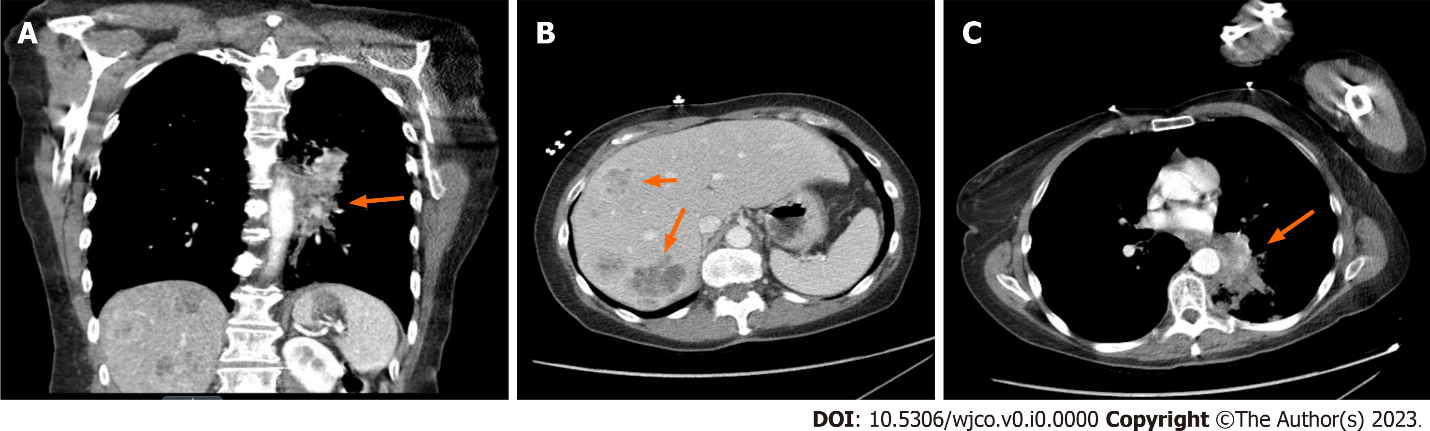 A
B
C
DOI: 10.5306/wjco.v0.i0.0000 Copyright ©The Author(s) 2023.